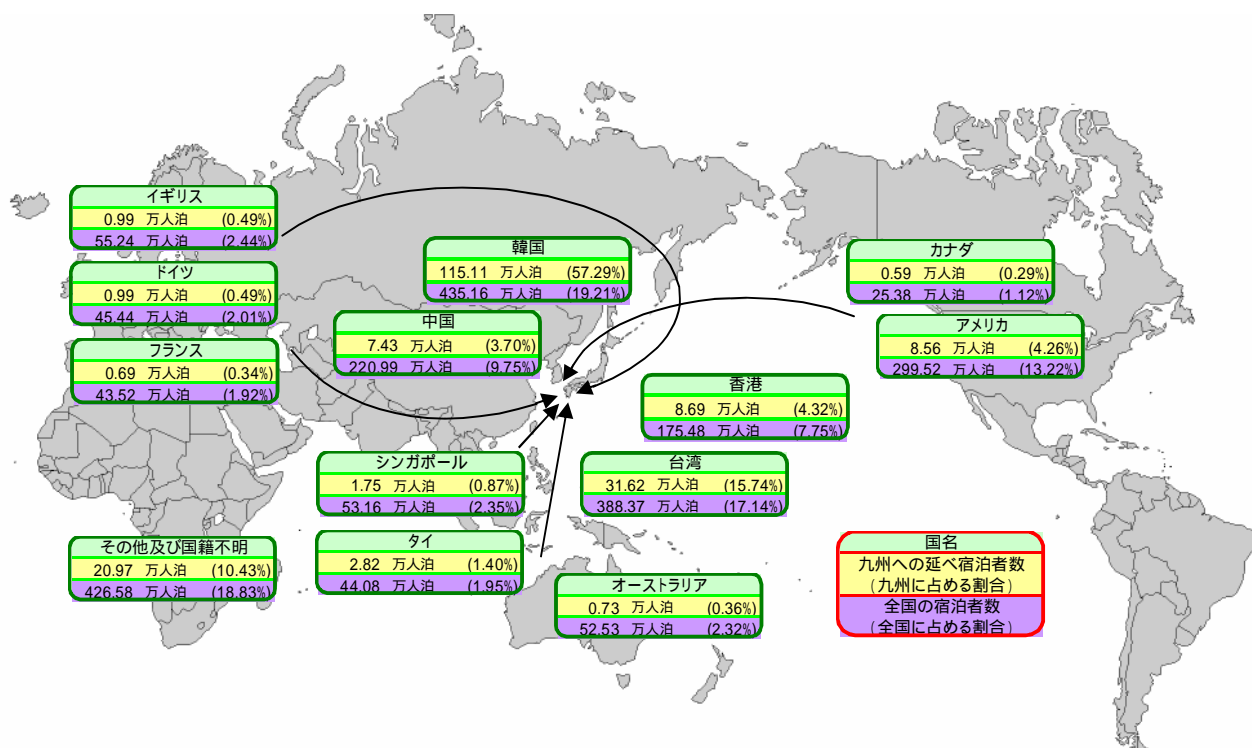 イギリス
0.99 万人泊 (0.49%)
55.24 万人泊 (2.44%)
ドイツ
0.99 万人泊 (0.49%)
45.44 万人泊 (2.01%)
フランス
0.69 万人泊 (0.34%)
43.52 万人泊 (1.92%)
韓国
115.11 万人泊 (57.29%)
435.16 万人泊 (19.21%)
中国
7.43 万人泊 (3.70%)
220.99 万人泊 (9.75%)
カナダ
0.59 万人泊 (0.29%)
25.38 万人泊 (1.12%)
アメリカ
8.56 万人泊 (4.26%)
299.52 万人泊 (13.22%)
香港
8.69 万人泊 (4.32%)
175.48 万人泊 (7.75%)
シンガポール
1.75 万人泊 (0.87%)
53.16 万人泊 (2.35%)
台湾
31.62 万人泊 (15.74%)
388.37 万人泊 (17.14%)
その他及び国籍不明
20.97 万人泊 (10.43%)
426.58 万人泊 (18.83%)
タイ
2.82 万人泊 (1.40%)
44.08 万人泊 (1.95%)
オーストラリア
0.73 万人泊 (0.36%)
52.53 万人泊 (2.32%)
国名
九州への延べ宿泊者数
(九州に占める割合)
全国の宿泊者数
(全国に占める割合)